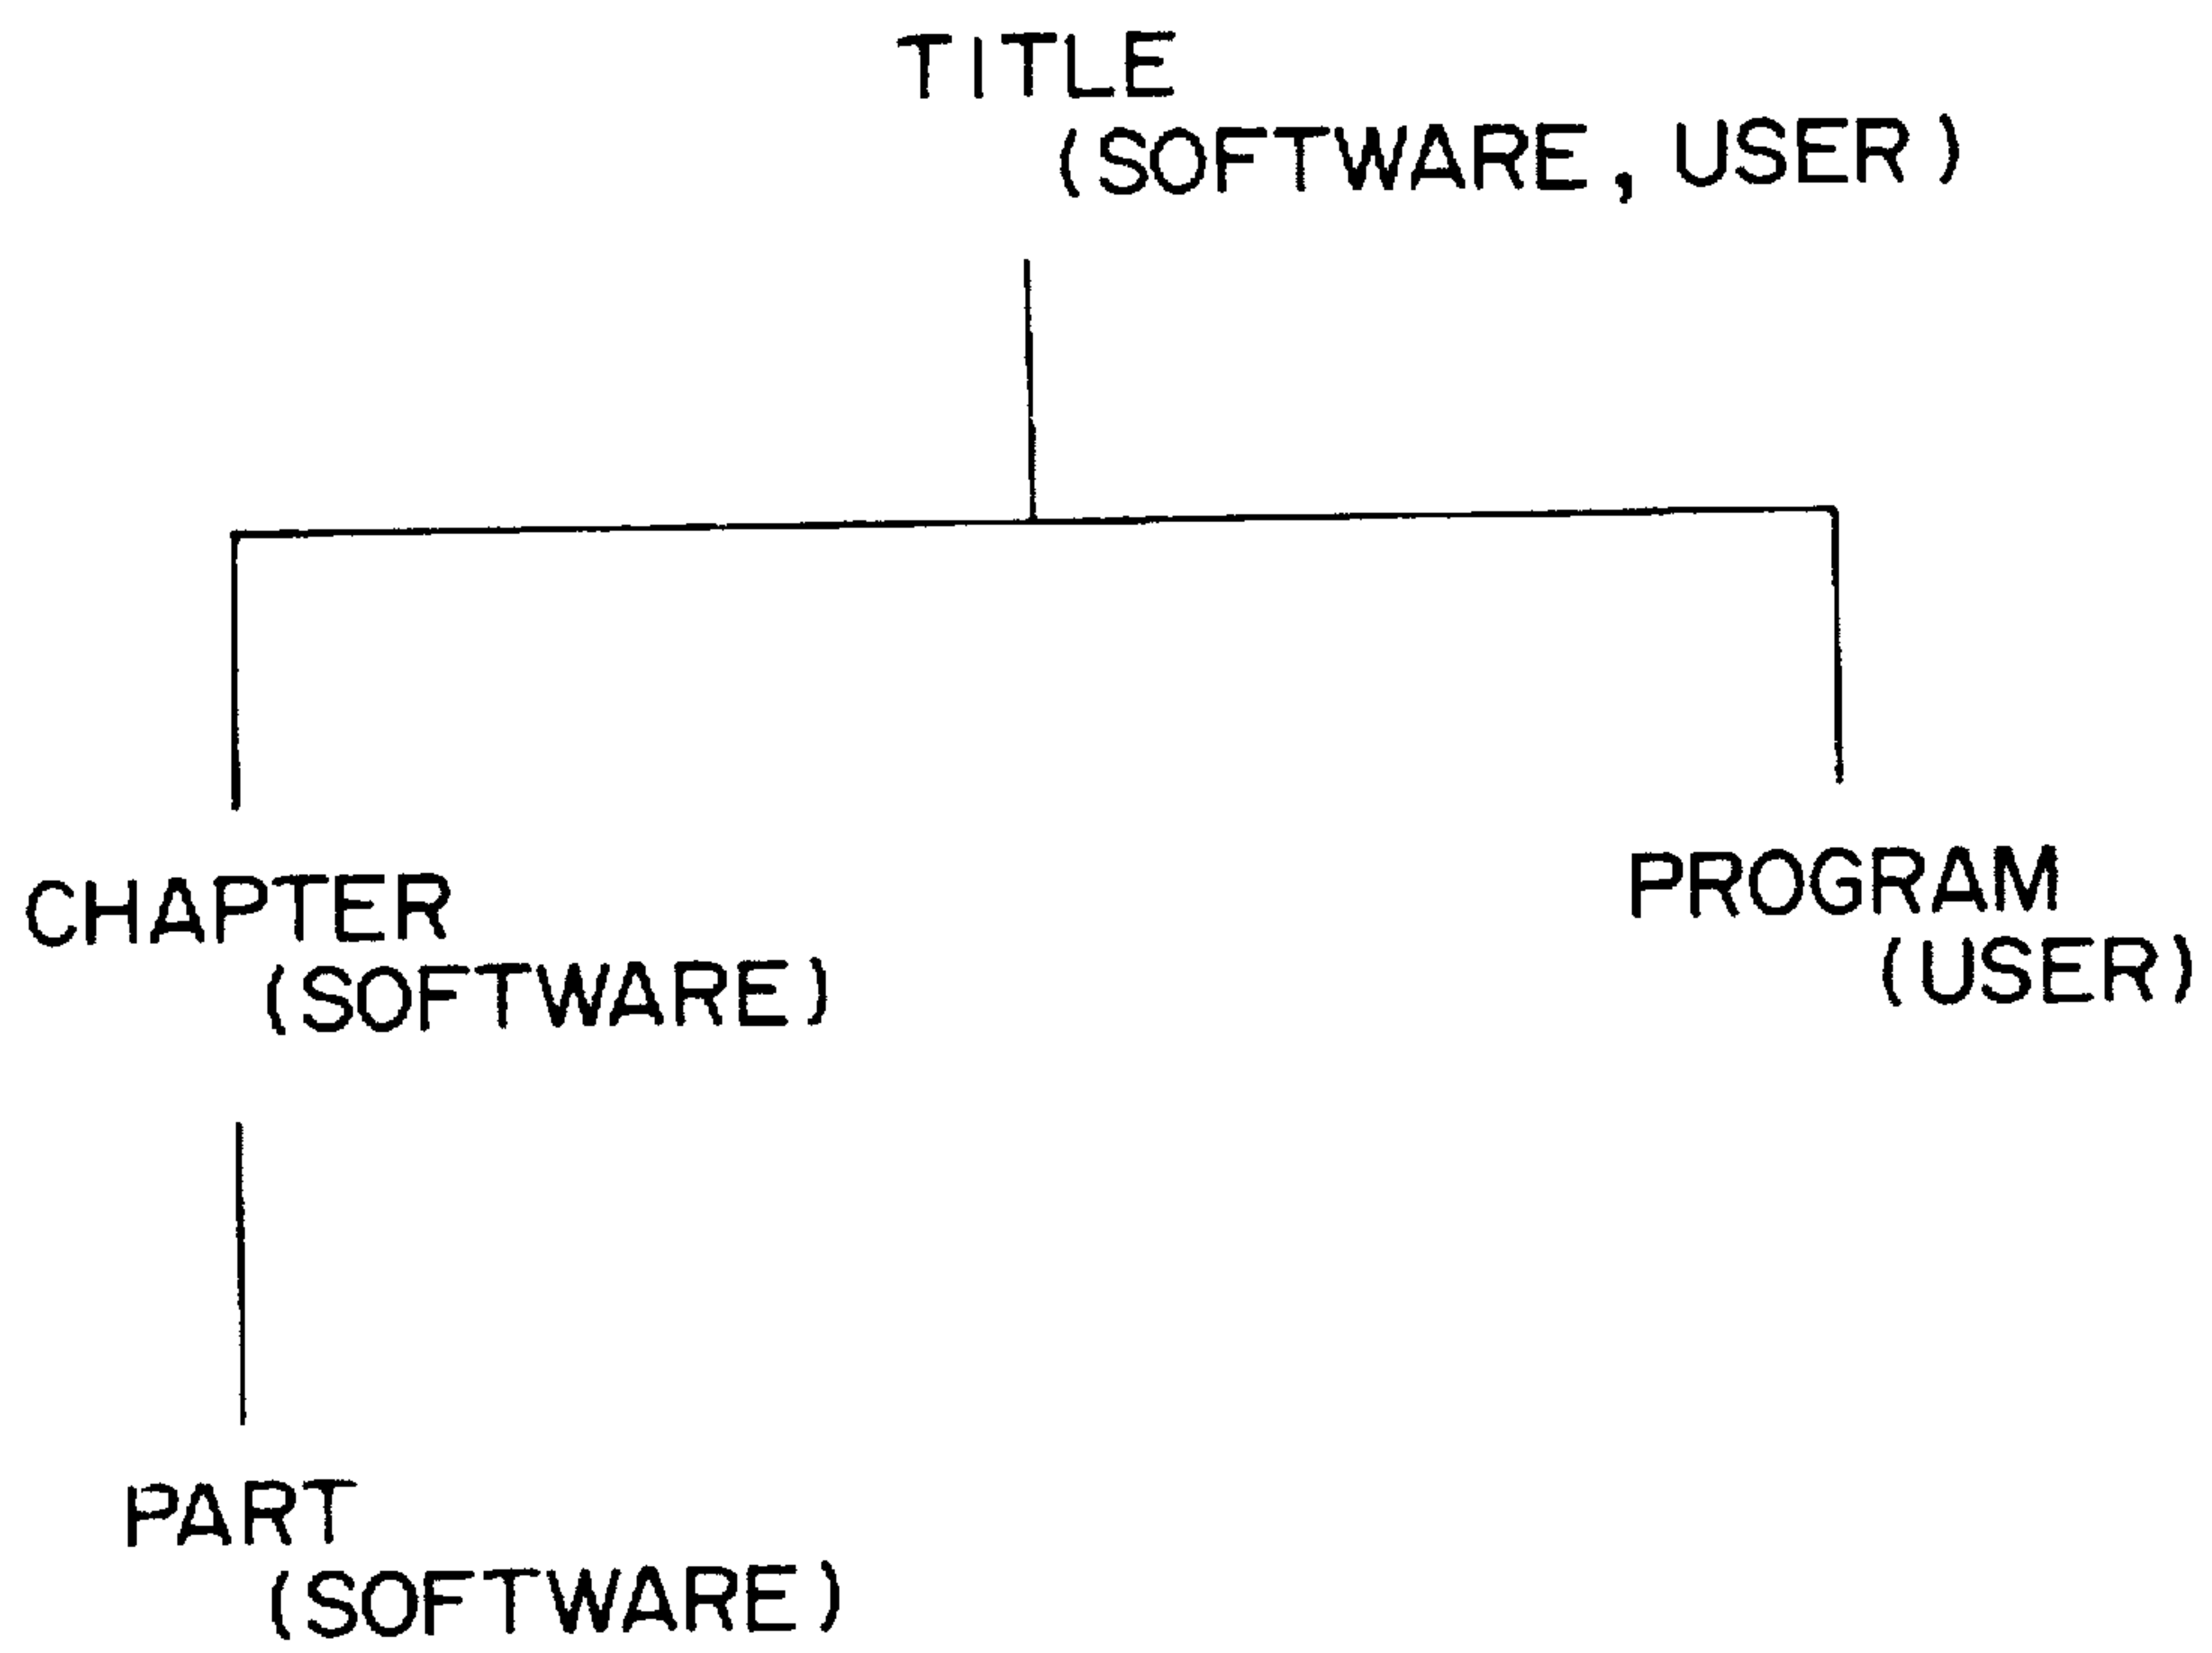 TITLE
(SOFTWARE, USER)
CHAPTER
(SOFTWARE)
PROGRAM
(USER)
PART
(SOFTWARE)